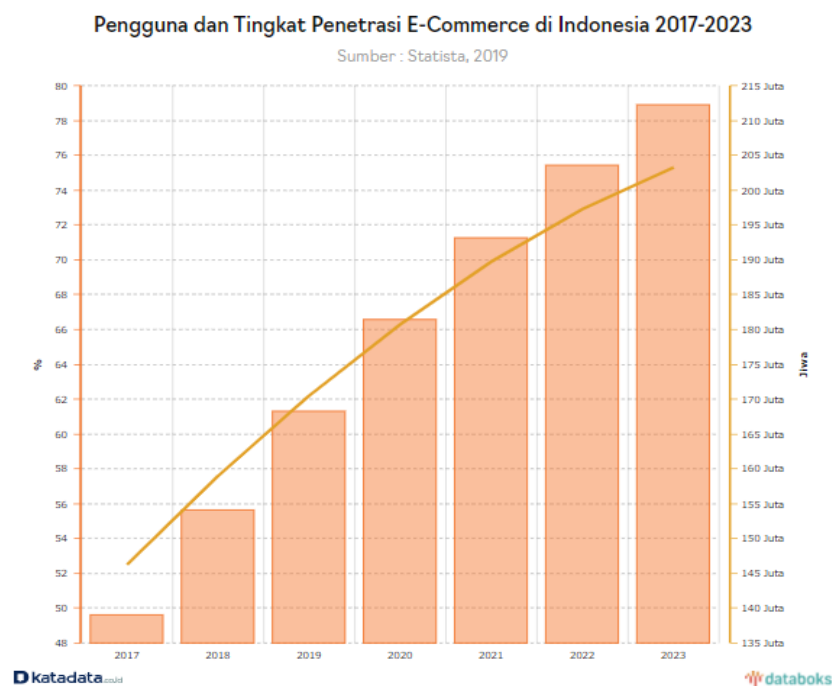 Pengguna dan Tingkat Penetrasi E-Commerce di Indonesia 2017-2023
Sumber : Statista, 2019
80
78
76
74
72
70
68
66
64
62
60
58
56
54
52
50
48
%
215 Juta
210 Juta
205 Juta
200 Juta
195 Juta
190 Juta
185 Juta
180 Juta
175 Juta
170 Juta
165 Juta
160 Juta
155 Juta
150 Juta
145 Juta
140 Juta
135 Juta
Jiwa
2017 2018 2019 2020 2021 2022 2023
katadata.co.id
databoks